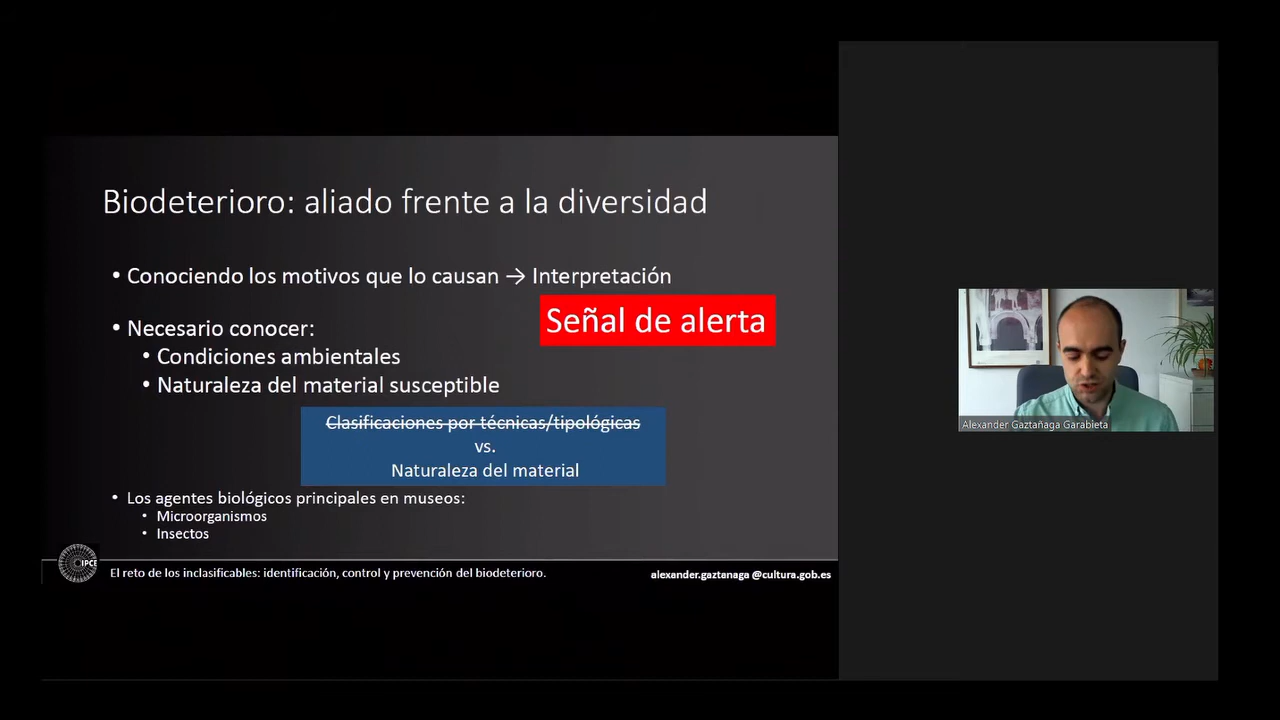 Biodeterioro: aliado frente a la diversidad
• Conociendo los motivos que lo causan → Interpretación
Señal de alerta
• Necesario conocer:
• Condiciones ambientales
• Naturaleza del material susceptible
Clasificaciones por técnicas/tipológicas
vs.
Naturaleza del material
• Los agentes biológicos principales en museos:
• Microorganismos
• Insectos
IPCE
El reto de los inclasificables: identificación, control y prevención del biodeterioro.
alexander.gaztanaga @cultura.gob.es
Alexander Gaztañaga Garabieta